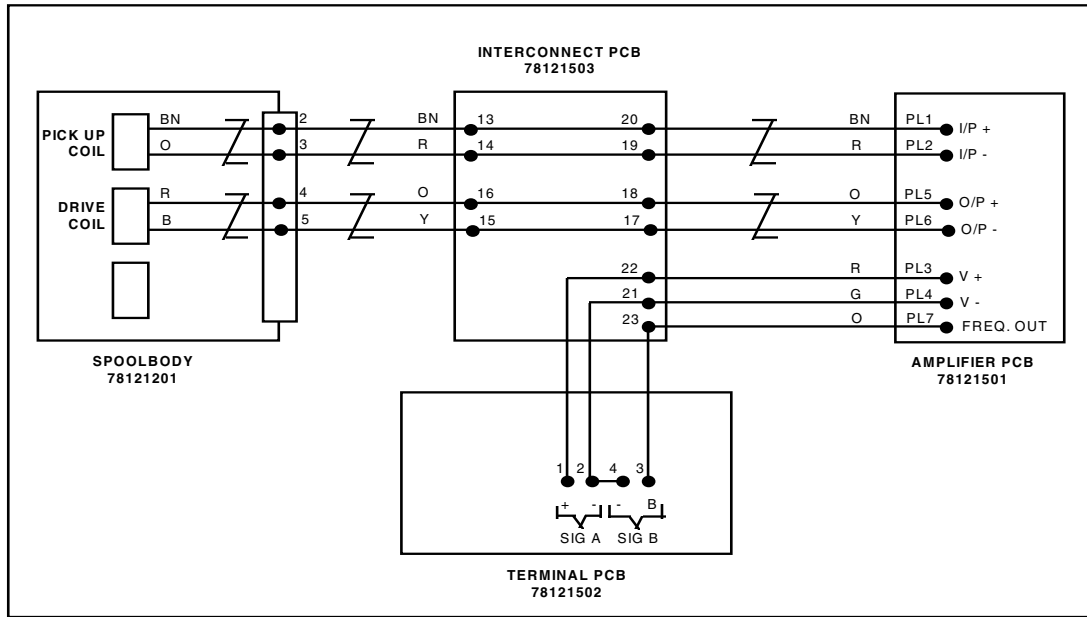 INTERCONNECT PCB
78121503
PICK UP
COIL
BN 2 BN 13 20 BN PL1 I/P +
O 3 R 14 19 R PL2 I/P -
DRIVE
COIL
R 4 O 16 18 O PL5 O/P +
B 5 Y 15 17 Y PL6 O/P -
22 R PL3 V +
21 G PL4 V -
23 O PL7 FREQ. OUT
SPOOLBODY
78121201
AMPLIFIER PCB
78121501
1 2 4 3
+ - - B
SIG A SIG B
TERMINAL PCB
78121502